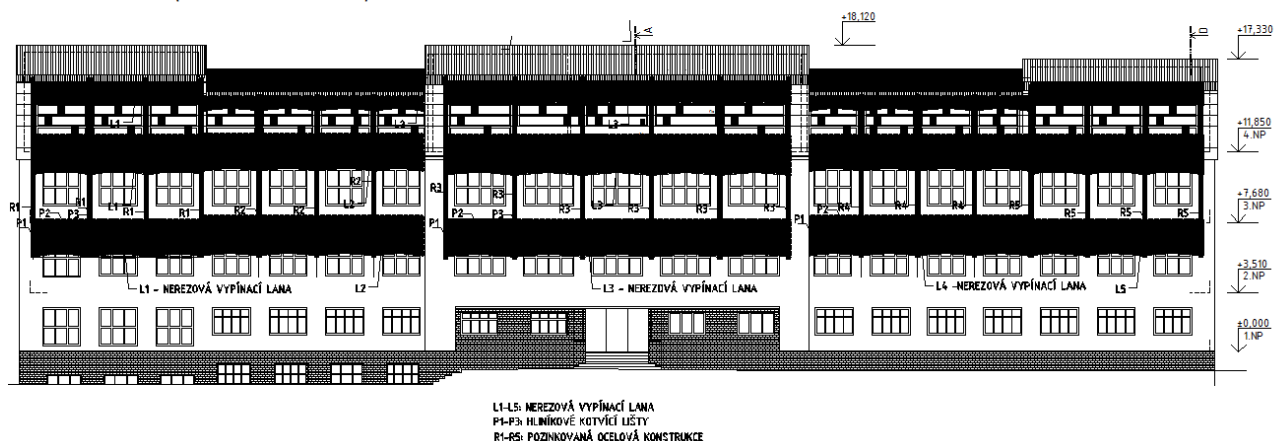 +18,120
A
D
+17,330
L1
L2
L3
+11,850
4.NP
R1
R1
L1
R1
R2
R3
R3
R1
P2
P3
R1
R1
R2
R2
L2
P2
P3
R3
L3
R3
R3
R3
P2
R4
R4
R4
R5
R5
R5
R5
+7,680
3.NP
P1
P1
P1
+3,510
2.NP
L1 - NEREZOVÁ VYPÍNACÍ LANA
L2
L3 - NEREZOVÁ VYPÍNACÍ LANA
L4 -NEREZOVÁ VYPÍNACÍ LANA
L5
±0,000
1.NP
L1-L5: NEREZOVÁ VYPÍNACÍ LANA
P1-P3: HLINÍKOVÉ KOTVÍCÍ LIŠTY
R1-R5: POZINKOVANÁ OCELOVÁ KONSTRUKCE